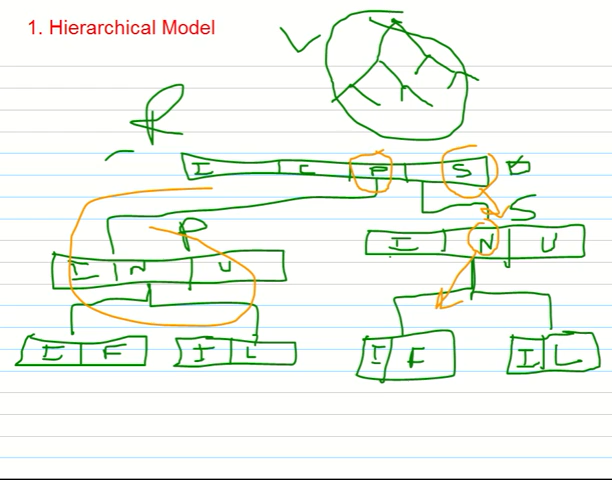 1. Hierarchical Model
I C P S
S
P
I N U
I N U
I F I L
I F I L